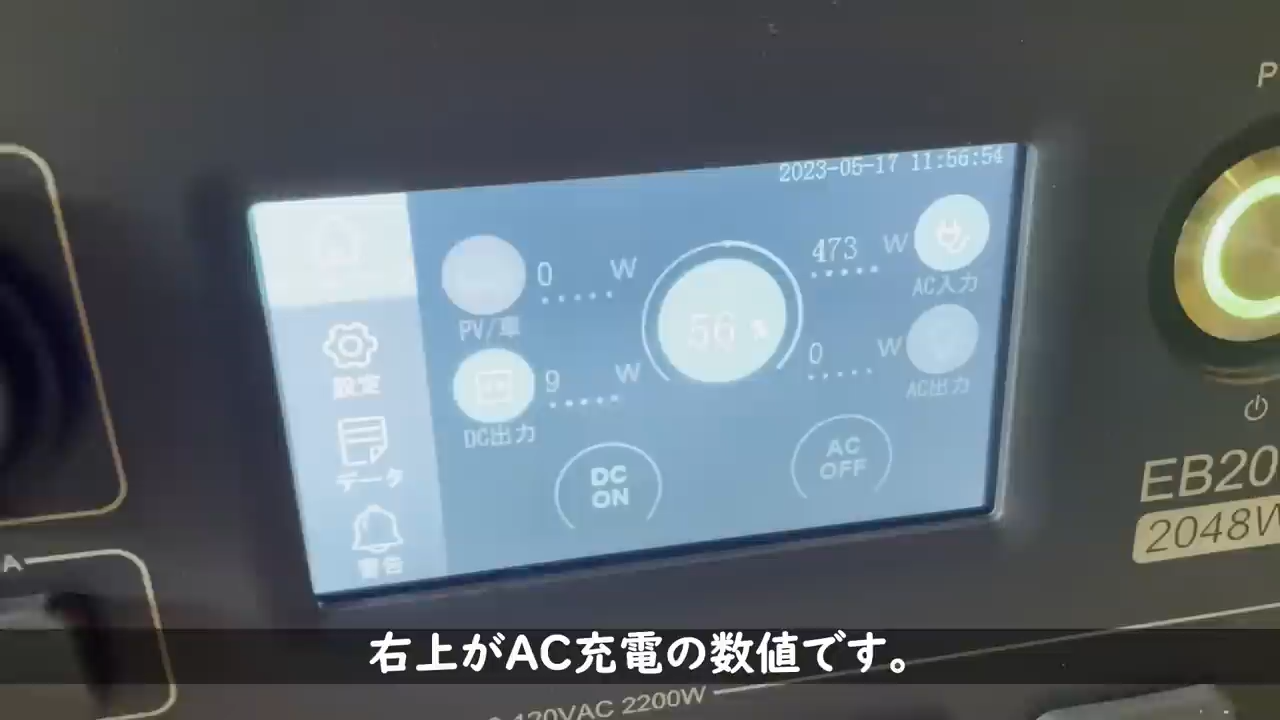 P
2023-05-17 11:56:54
0 W
473 W
PV/車
AC入力
56 %
設定
9 W
0 W
DC出力
AC出力
データ
DC
ON
AC
OFF
警告
EB20
2048W
A
右上がAC充電の数値です。
120VAC 2200W